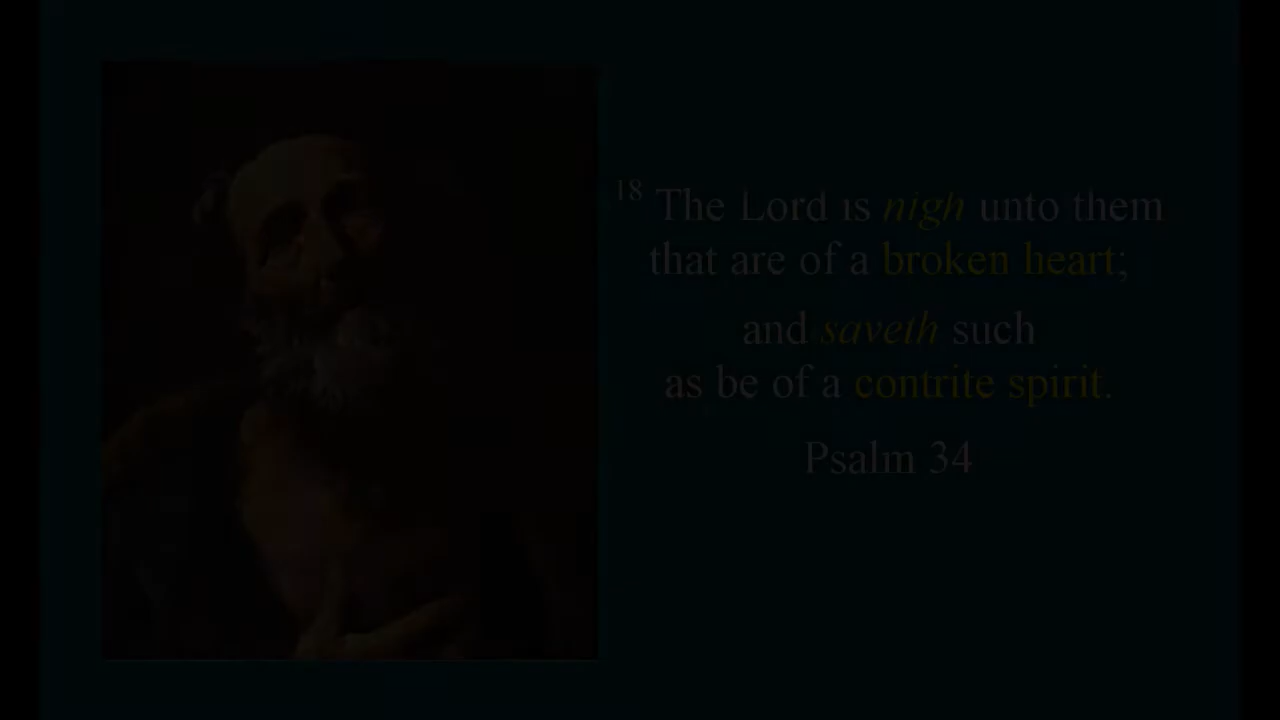 18 The Lord is nigh unto them
that are of a broken heart;
and saveth such
as be of a contrite spirit.
Psalm 34